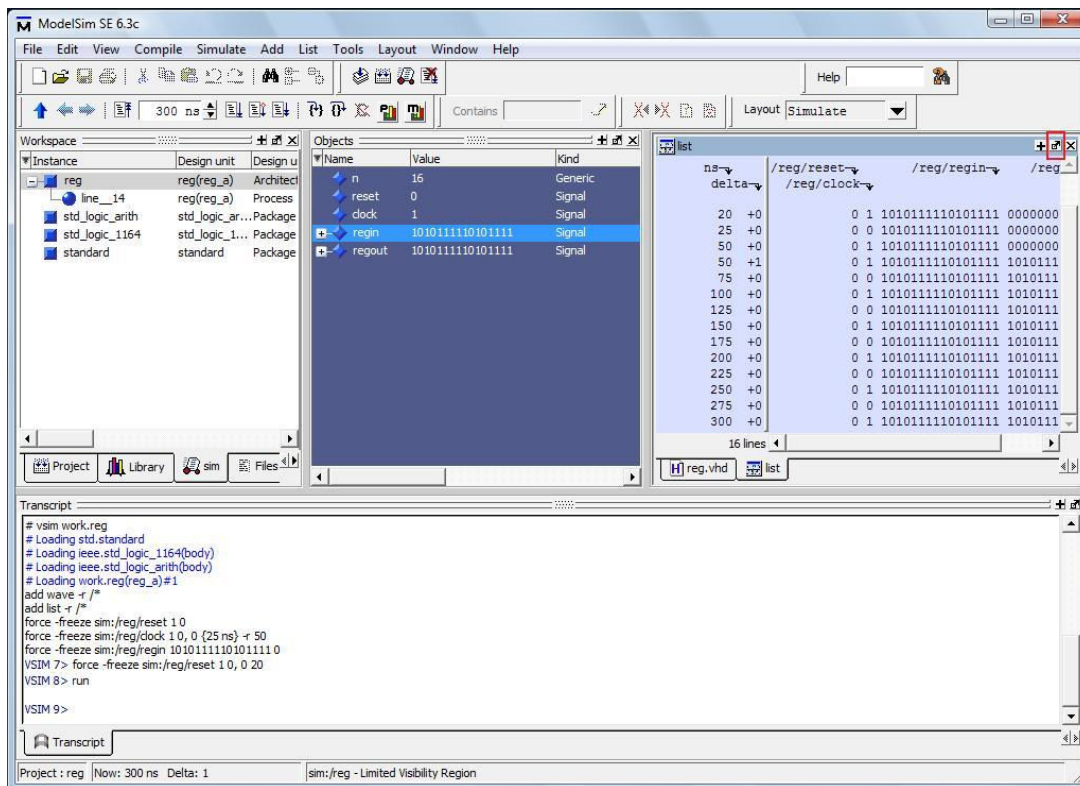 ModelSim SE 6.3c
File Edit View Compile Simulate Add List Tools Layout Window Help
Help
300 ns Contains Layout Simulate
Workspace
Instance Design unit Design u
reg reg(reg_a) Architect
line__14 reg(reg_a) Process
std_logic_arith std_logic_ar... Package
std_logic_1164 std_logic_1... Package
standard standard Package
Project Library sim Files
Objects
Name Value Kind
n 16 Generic
reset 0 Signal
clock 1 Signal
regin 1010111110101111 Signal
regout 1010111110101111 Signal
list
ns /reg/reset /reg/regin /reg
delta /reg/clock
20 +0 0 1 1010111110101111 0000000
25 +0 0 0 1010111110101111 0000000
50 +0 0 1 1010111110101111 0000000
50 +1 0 1 1010111110101111 1010111
75 +0 0 0 1010111110101111 1010111
100 +0 0 1 1010111110101111 1010111
125 +0 0 0 1010111110101111 1010111
150 +0 0 1 1010111110101111 1010111
175 +0 0 0 1010111110101111 1010111
200 +0 0 1 1010111110101111 1010111
225 +0 0 0 1010111110101111 1010111
250 +0 0 1 1010111110101111 1010111
275 +0 0 0 1010111110101111 1010111
300 +0 0 1 1010111110101111 1010111
16 lines
reg.vhd list
Transcript
# vsim work.reg
# Loading std.standard
# Loading ieee.std_logic_1164(body)
# Loading ieee.std_logic_arith(body)
# Loading work.reg(reg_a)#1
add wave -r /*
add list -r /*
force -freeze sim:/reg/reset 1 0
force -freeze sim:/reg/clock 1 0, 0 {25 ns} -r 50
force -freeze sim:/reg/regin 1010111110101111 0
VSIM 7> force -freeze sim:/reg/reset 1 0, 0 20
VSIM 8> run
VSIM 9>
Transcript
Project : reg Now: 300 ns Delta: 1 sim:/reg - Limited Visibility Region